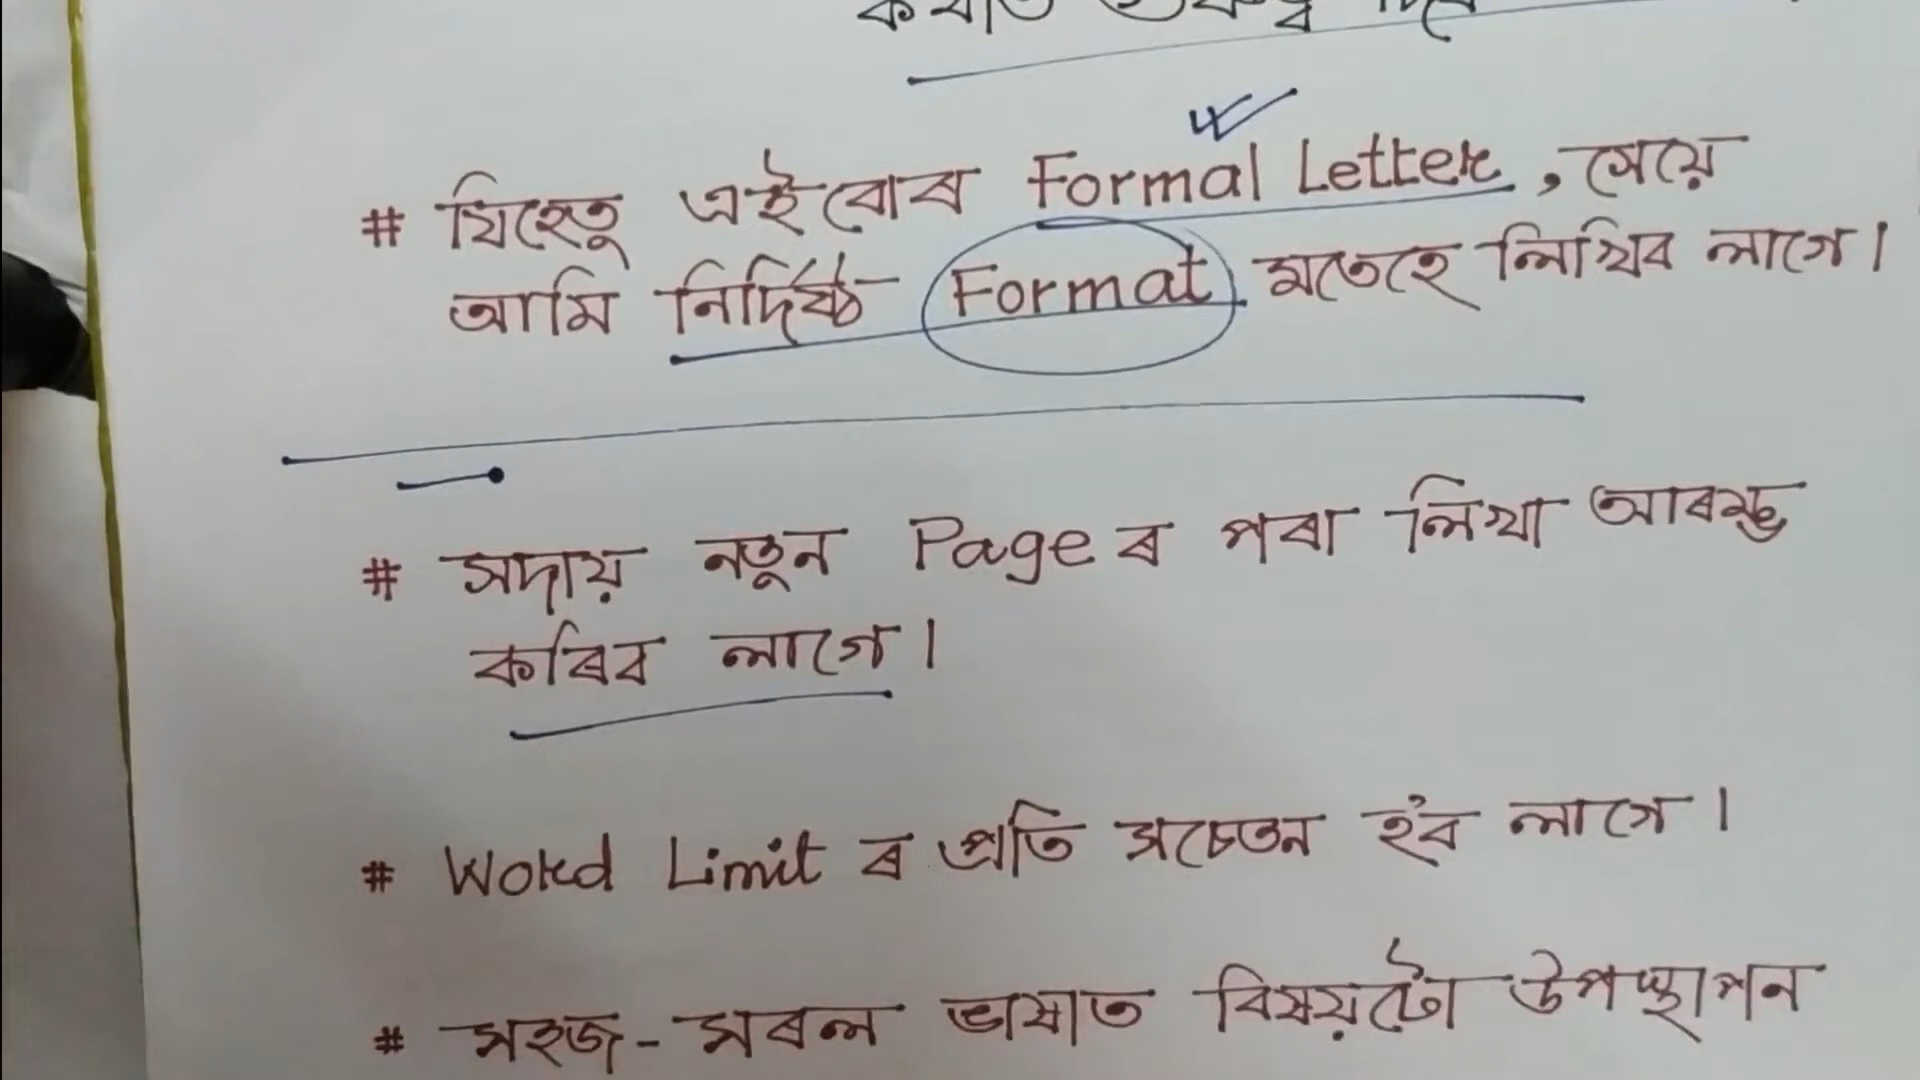 # যিহেতু এইবোৰ Formal Letter, সেয়ে
আমি নিৰ্দিষ্ঠ Format মতেহে লিখিব লাগে।
# সদায় নতুন Page ৰ পৰা লিখা আৰম্ভ
কৰিব লাগে।
# Word Limit ৰ প্ৰতি সচেতন হ'ব লাগে।
# সহজ-সৰল ভাষাত বিষয়টো উপস্থাপন